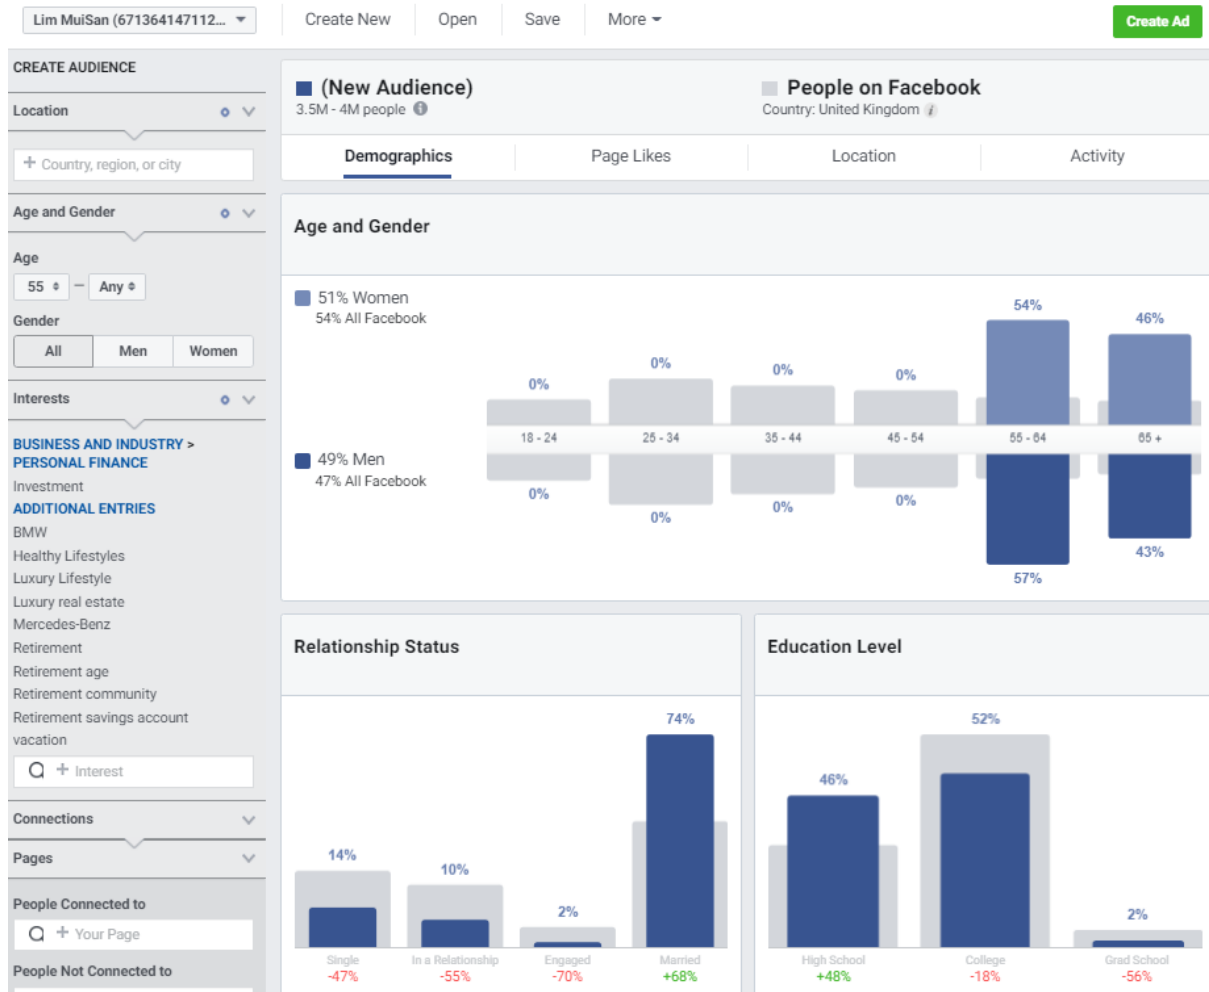 Lim MuiSan (671364147112...
Create New
Open
Save
More
Create Ad
CREATE AUDIENCE
Location
+ Country, region, or city
Age and Gender
Age
55 – Any
Gender
All Men Women
Interests
BUSINESS AND INDUSTRY >
PERSONAL FINANCE
Investment
ADDITIONAL ENTRIES
BMW
Healthy Lifestyles
Luxury Lifestyle
Luxury real estate
Mercedes-Benz
Retirement
Retirement age
Retirement community
Retirement savings account
vacation
+ Interest
Connections
Pages
People Connected to
+ Your Page
People Not Connected to
(New Audience)
3.5M - 4M people
People on Facebook
Country: United Kingdom
Demographics Page Likes Location Activity
Age and Gender
51% Women
54% All Facebook
0% 0% 0% 0% 54% 46%
18 - 24 25 - 34 35 - 44 45 - 54 55 - 64 65 +
49% Men
47% All Facebook
0% 0% 0% 0% 57% 43%
Relationship Status
14% 10% 2% 74%
Single In a Relationship Engaged Married
-47% -55% -70% +68%
Education Level
46% 52% 2%
High School College Grad School
+48% -18% -56%